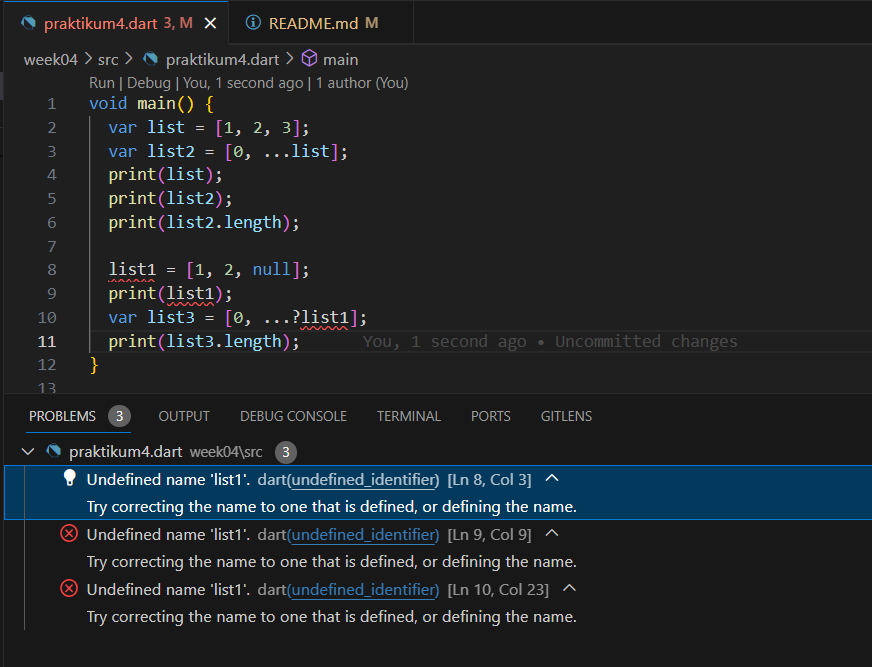 praktikum4.dart 3, M README.md M
week04 > src > praktikum4.dart > main
Run | Debug | You, 1 second ago | 1 author (You)
1 void main() {
2 var list = [1, 2, 3];
3 var list2 = [0, ...list];
4 print(list);
5 print(list2);
6 print(list2.length);
7
8 list1 = [1, 2, null];
9 print(list1);
10 var list3 = [0, ...?list1];
11 print(list3.length); You, 1 second ago • Uncommitted changes
12 }
13
PROBLEMS 3 OUTPUT DEBUG CONSOLE TERMINAL PORTS GITLENS
praktikum4.dart week04\src 3
Undefined name 'list1'. dart(undefined_identifier) [Ln 8, Col 3]
Try correcting the name to one that is defined, or defining the name.
Undefined name 'list1'. dart(undefined_identifier) [Ln 9, Col 9]
Try correcting the name to one that is defined, or defining the name.
Undefined name 'list1'. dart(undefined_identifier) [Ln 10, Col 23]
Try correcting the name to one that is defined, or defining the name.